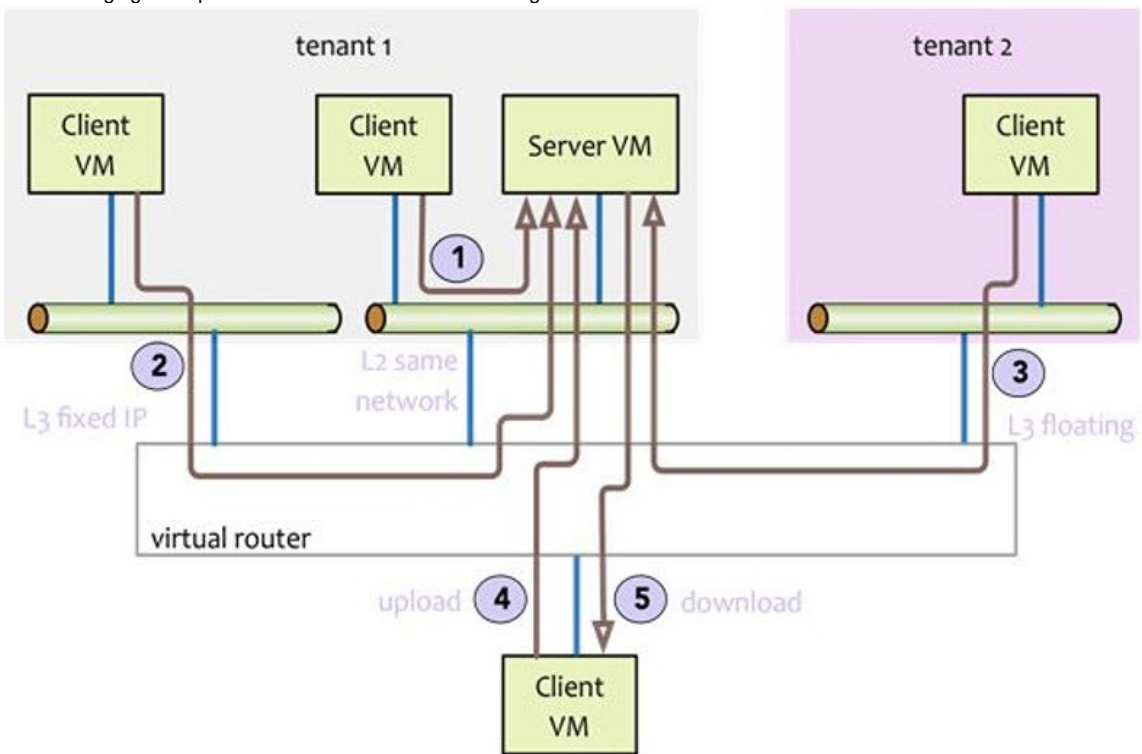 tenant 1
tenant 2
Client
VM
Client
VM
Server VM
Client
VM
1
2
L2 same
network
3
L3 fixed IP
L3 floating
virtual router
upload 4 5 download
Client
VM